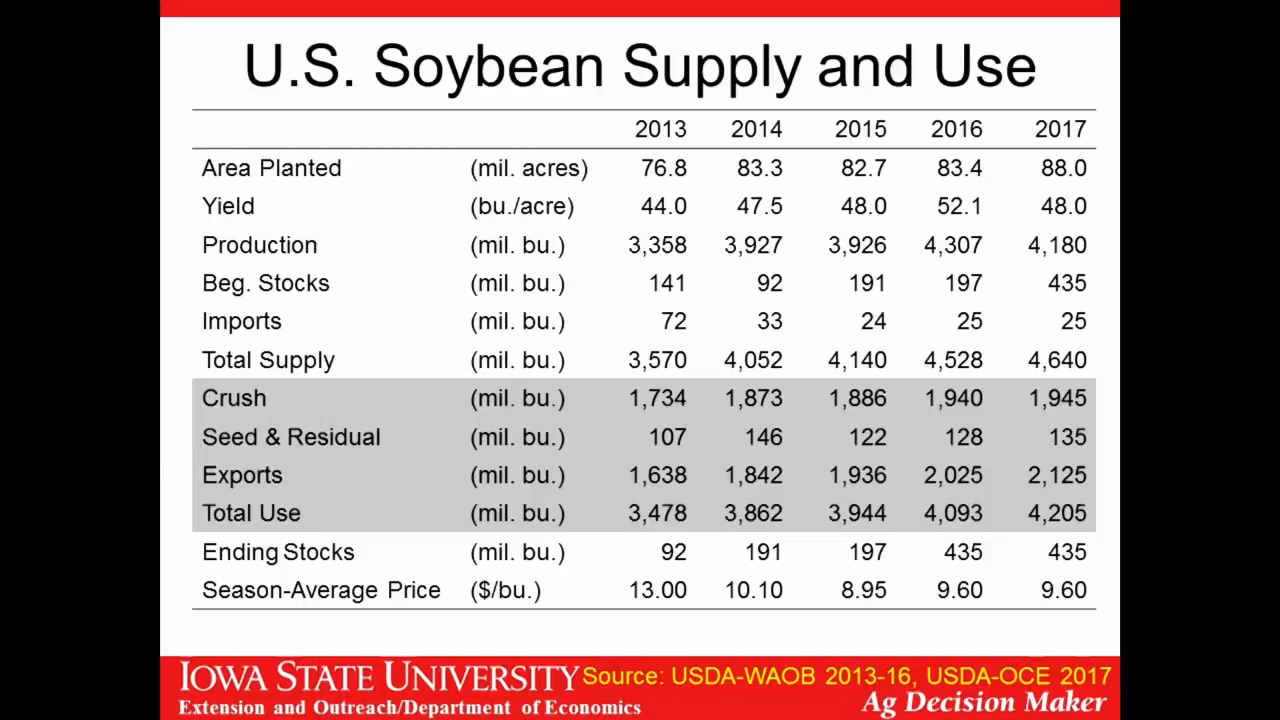 U.S. Soybean Supply and Use
2013 2014 2015 2016 2017
Area Planted (mil. acres) 76.8 83.3 82.7 83.4 88.0
Yield (bu./acre) 44.0 47.5 48.0 52.1 48.0
Production (mil. bu.) 3,358 3,927 3,926 4,307 4,180
Beg. Stocks (mil. bu.) 141 92 191 197 435
Imports (mil. bu.) 72 33 24 25 25
Total Supply (mil. bu.) 3,570 4,052 4,140 4,528 4,640
Crush (mil. bu.) 1,734 1,873 1,886 1,940 1,945
Seed & Residual (mil. bu.) 107 146 122 128 135
Exports (mil. bu.) 1,638 1,842 1,936 2,025 2,125
Total Use (mil. bu.) 3,478 3,862 3,944 4,093 4,205
Ending Stocks (mil. bu.) 92 191 197 435 435
Season-Average Price ($/bu.) 13.00 10.10 8.95 9.60 9.60
IOWA STATE UNIVERSITY Source: USDA-WAOB 2013-16, USDA-OCE 2017
Extension and Outreach/Department of Economics Ag Decision Maker